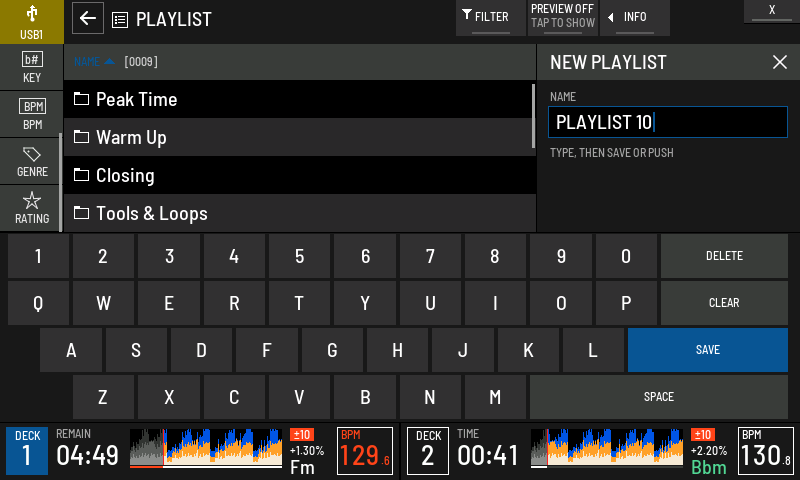 USB1
PLAYLIST
FILTER
PREVIEW OFF
TAP TO SHOW
INFO
X
b#
KEY
BPM
BPM
GENRE
RATING
NAME [0009]
Peak Time
Warm Up
Closing
Tools & Loops
NEW PLAYLIST
NAME
PLAYLIST 10
TYPE, THEN SAVE OR PUSH
1 2 3 4 5 6 7 8 9 0 DELETE
Q W E R T Y U I O P CLEAR
A S D F G H J K L SAVE
Z X C V B N M SPACE
DECK
1
REMAIN
04:49
±10
+1.30%
Fm
BPM
129.6
DECK
2
TIME
00:41
±10
+2.20%
Bbm
BPM
130.8